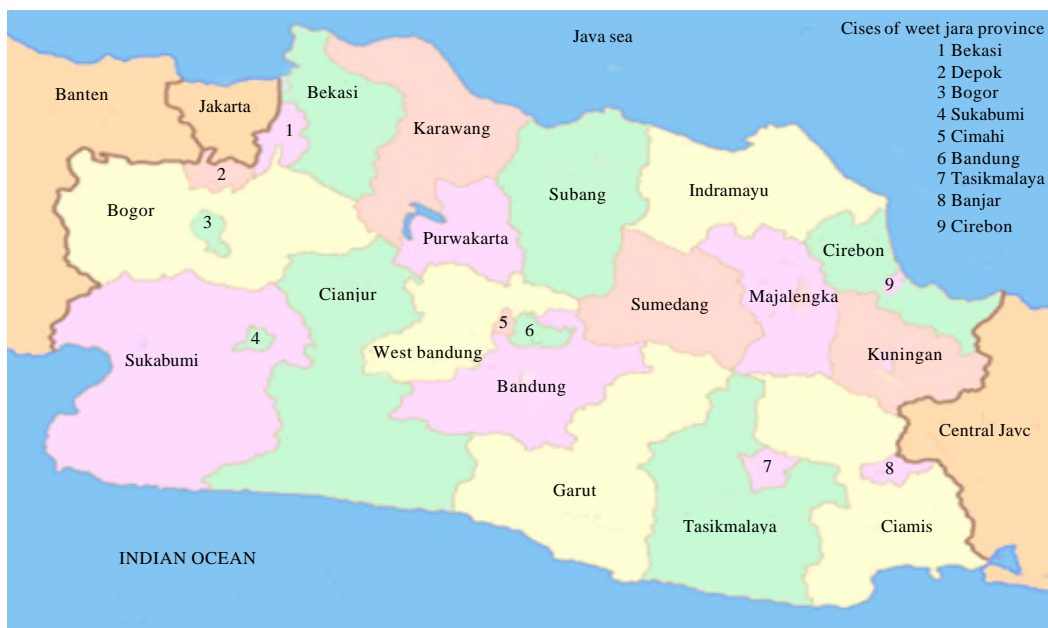 Java sea
Cises of weet jara province
1 Bekasi
2 Depok
3 Bogor
4 Sukabumi
5 Cimahi
6 Bandung
7 Tasikmalaya
8 Banjar
9 Cirebon
Banten
Jakarta
Bekasi
1
Karawang
2
Bogor
3
Subang
Indramayu
Purwakarta
Cirebon
9
Cianjur
Sumedang
Majalengka
4
5
6
Sukabumi
West bandung
Kuningan
Bandung
Central Javc
7
8
Garut
Tasikmalaya
Ciamis
INDIAN OCEAN